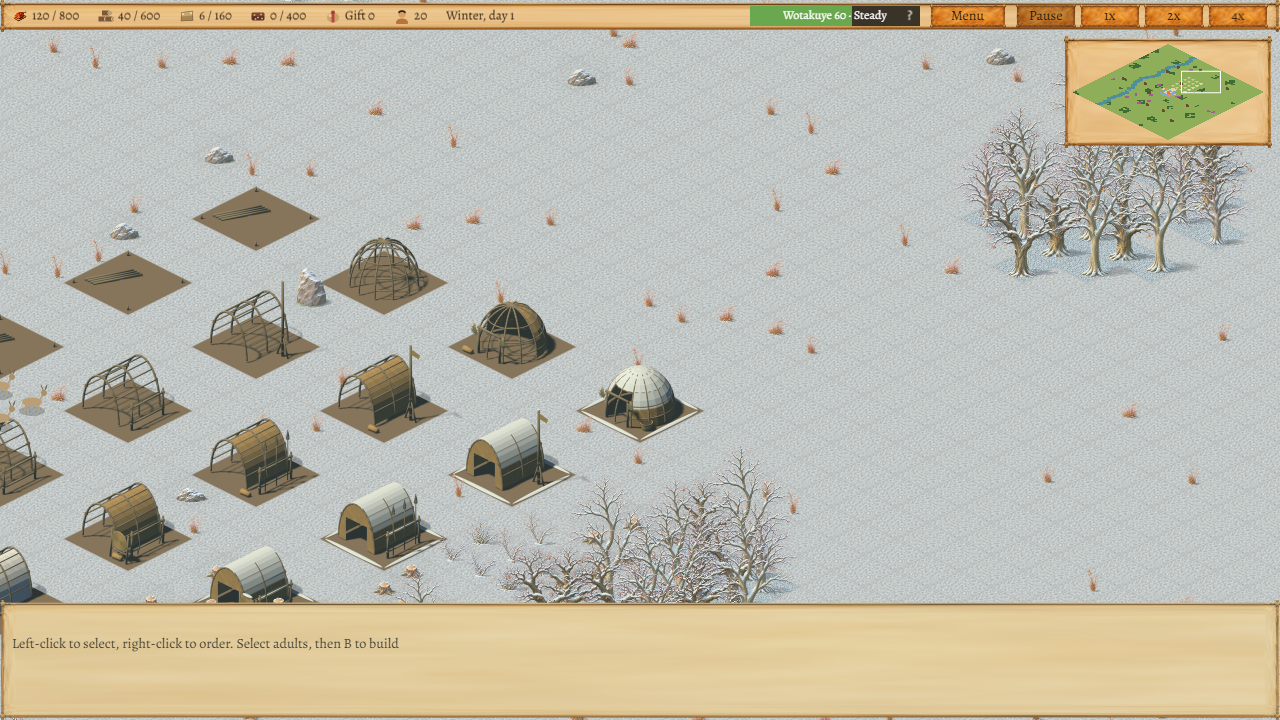 120 / 800 40 / 600 6 / 160 0 / 400 Gift 0 20 Winter, day 1 Wotakuye 60 - Steady ? Menu Pause 1x 2x 4x
Left-click to select, right-click to order. Select adults, then B to build